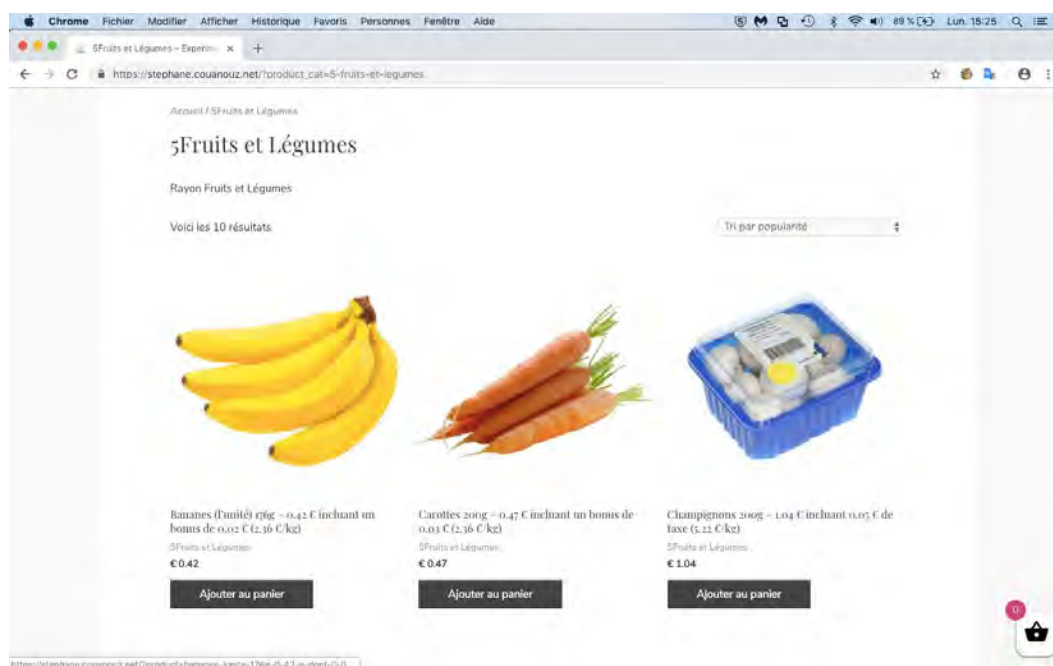 Chrome Fichier Modifier Afficher Historique Favoris Personnes Fenêtre Aide 89 % Lun. 15:25
5Fruits et Légumes – Experim
https://stephane.couanouz.net/?product_cat=5-fruits-et-legumes
Accueil / 5Fruits et Légumes
5Fruits et Légumes
Rayon Fruits et Légumes
Voici les 10 résultats
Tri par popularité
Bananes (l'unité) 176g – 0.42 € incluant un
bonus de 0.02 € (2.36 €/kg)
5Fruits et Légumes
€ 0.42
Ajouter au panier
Carottes 200g – 0.47 € incluant un bonus de
0.03 € (2.36 €/kg)
5Fruits et Légumes
€ 0.47
Ajouter au panier
Champignons 200g – 1.04 € incluant 0.05 € de
taxe (5.22 €/kg)
5Fruits et Légumes
€ 1.04
Ajouter au panier
0